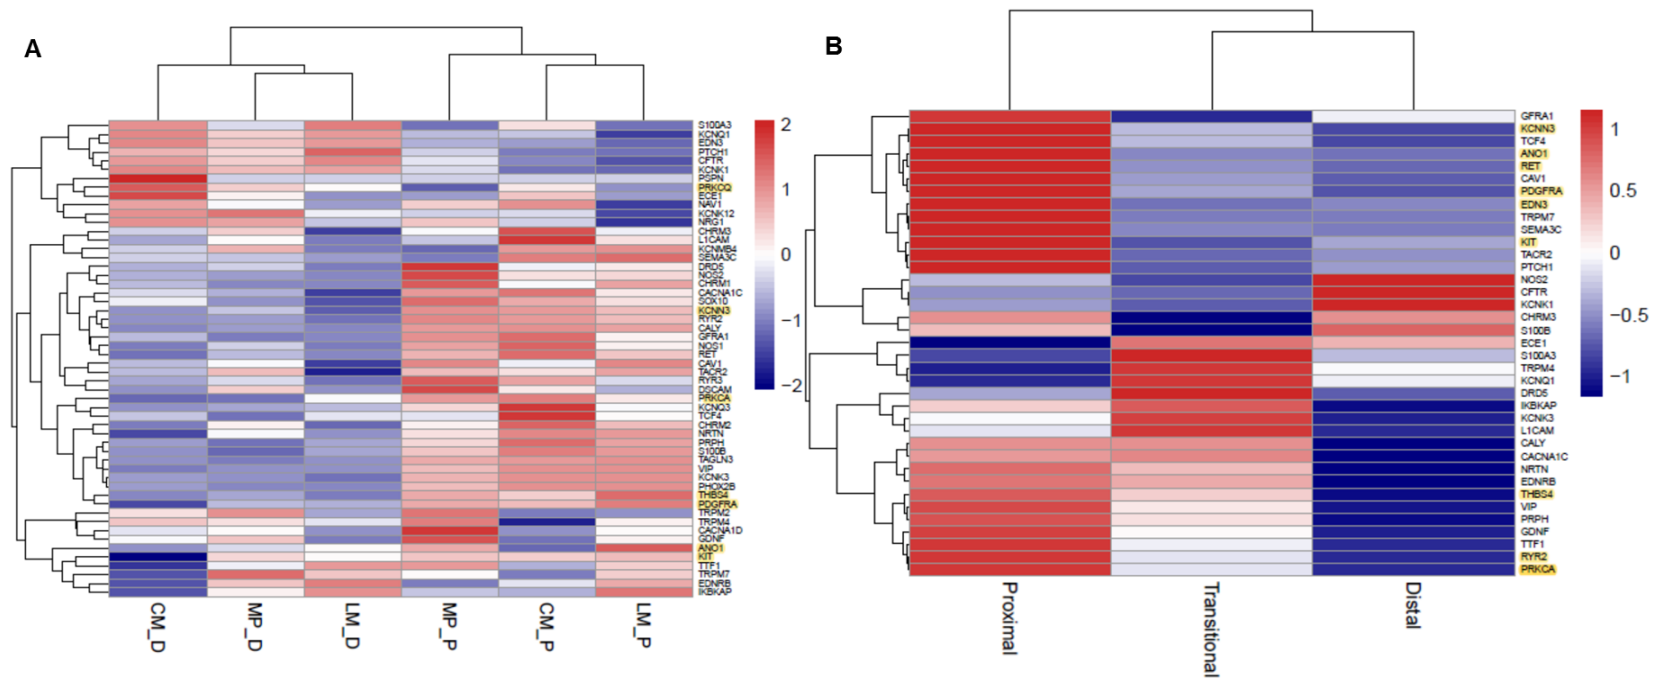 A
S100A3
KCNQ1
EDN3
PTCH1
CFTR
KCNK1
PSPN
PRKCQ
ECE1
NAV1
KCNK12
NRG1
CHRM3
L1CAM
KCNMB4
SEMA3C
DRD5
NOS2
CHRM1
CACNA1C
SOX10
KCNN3
RYR2
CALY
GFRA1
NOS1
RET
CAV1
TACR2
RYR3
DSCAM
PRKCA
KCNQ3
TCF4
CHRM2
NRTN
PRPH
S100B
TAGLN3
VIP
KCNK3
PHOX2B
THBS4
PDGFRA
TRPM2
TRPM4
CACNA1D
GDNF
ANO1
KIT
TTF1
TRPM7
EDNRB
IKBKAP
CM_D
MP_D
LM_D
MP_P
CM_P
LM_P
2
1
0
−1
−2
B
GFRA1
KCNN3
TCF4
ANO1
RET
CAV1
PDGFRA
EDN3
TRPM7
SEMA3C
KIT
TACR2
PTCH1
NOS2
CFTR
KCNK1
CHRM3
S100B
ECE1
S100A3
TRPM4
KCNQ1
DRD5
IKBKAP
KCNK3
L1CAM
CALY
CACNA1C
NRTN
EDNRB
THBS4
VIP
PRPH
GDNF
TTF1
RYR2
PRKCA
Proximal
Transitional
Distal
1
0.5
0
−0.5
−1